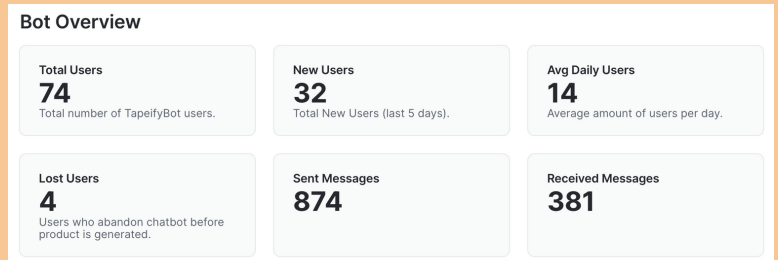 Bot Overview
Total Users
74
Total number of TapeifyBot users.
New Users
32
Total New Users (last 5 days).
Avg Daily Users
14
Average amount of users per day.
Lost Users
4
Users who abandon chatbot before
product is generated.
Sent Messages
874
Received Messages
381